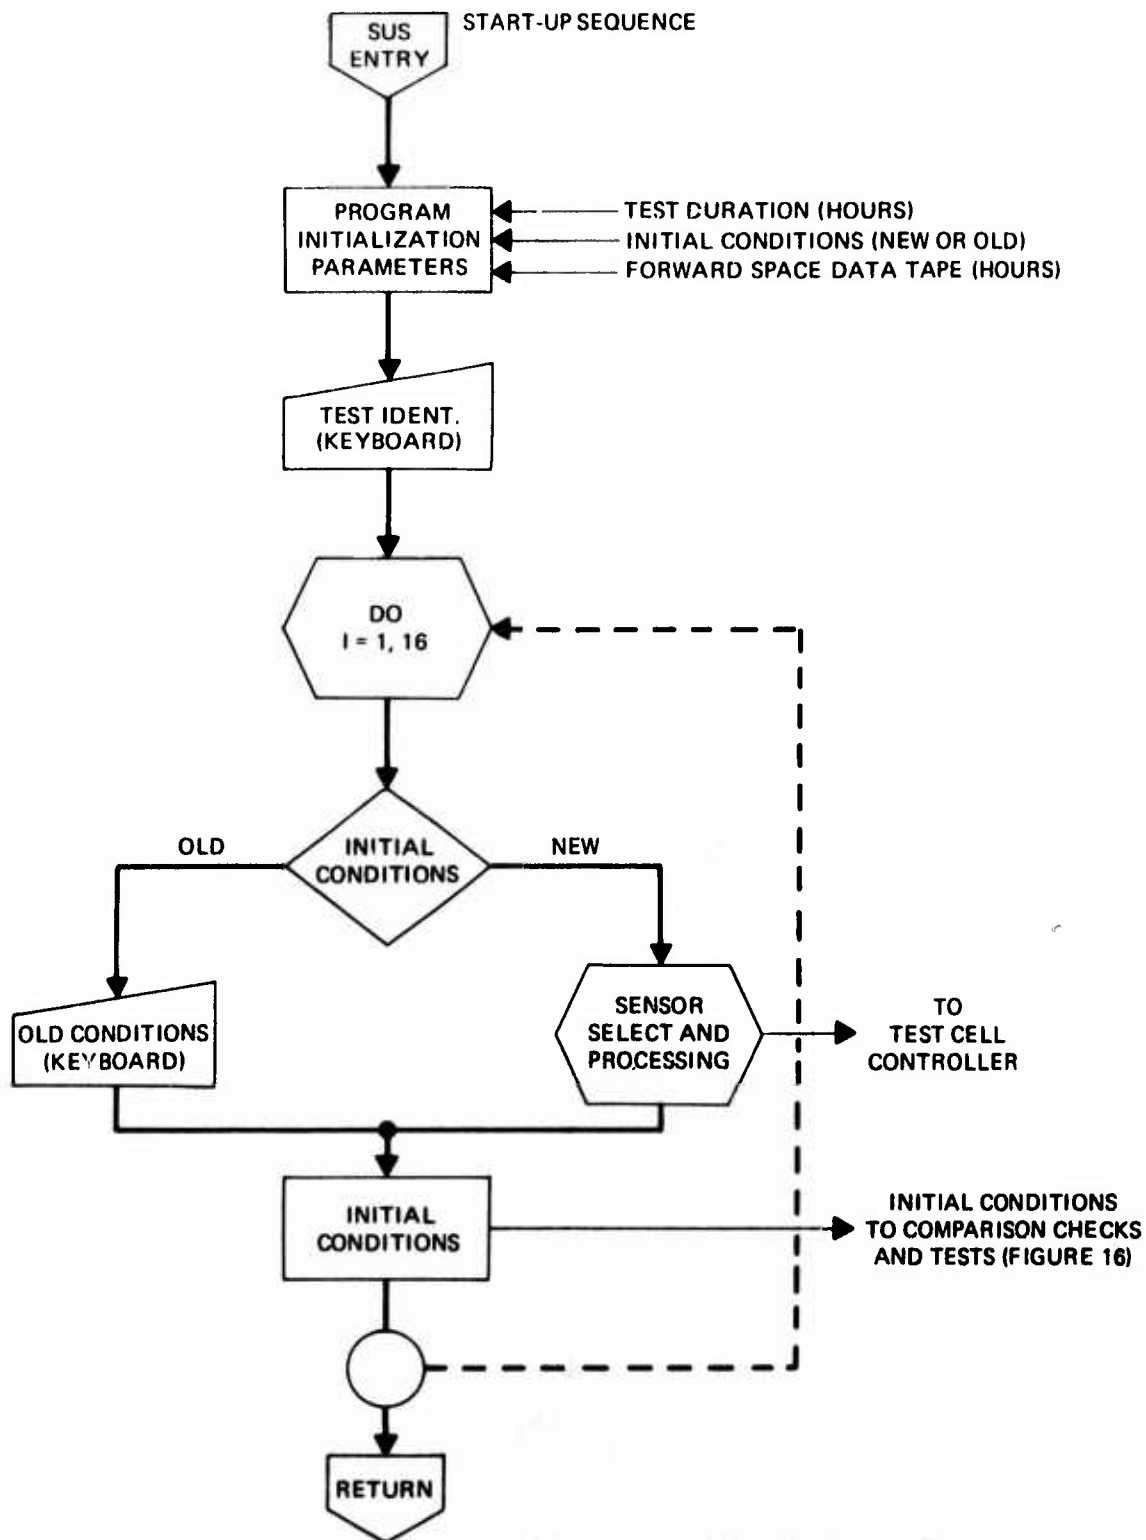 SUS
ENTRY
START-UP SEQUENCE
PROGRAM
INITIALIZATION
PARAMETERS
TEST DURATION (HOURS)
INITIAL CONDITIONS (NEW OR OLD)
FORWARD SPACE DATA TAPE (HOURS)
TEST IDENT.
(KEYBOARD)
DO
I = 1, 16
OLD
INITIAL
CONDITIONS
NEW
OLD CONDITIONS
(KEYBOARD)
SENSOR
SELECT AND
PROCESSING
TO
TEST CELL
CONTROLLER
INITIAL
CONDITIONS
INITIAL CONDITIONS
TO COMPARISON CHECKS
AND TESTS (FIGURE 16)
RETURN